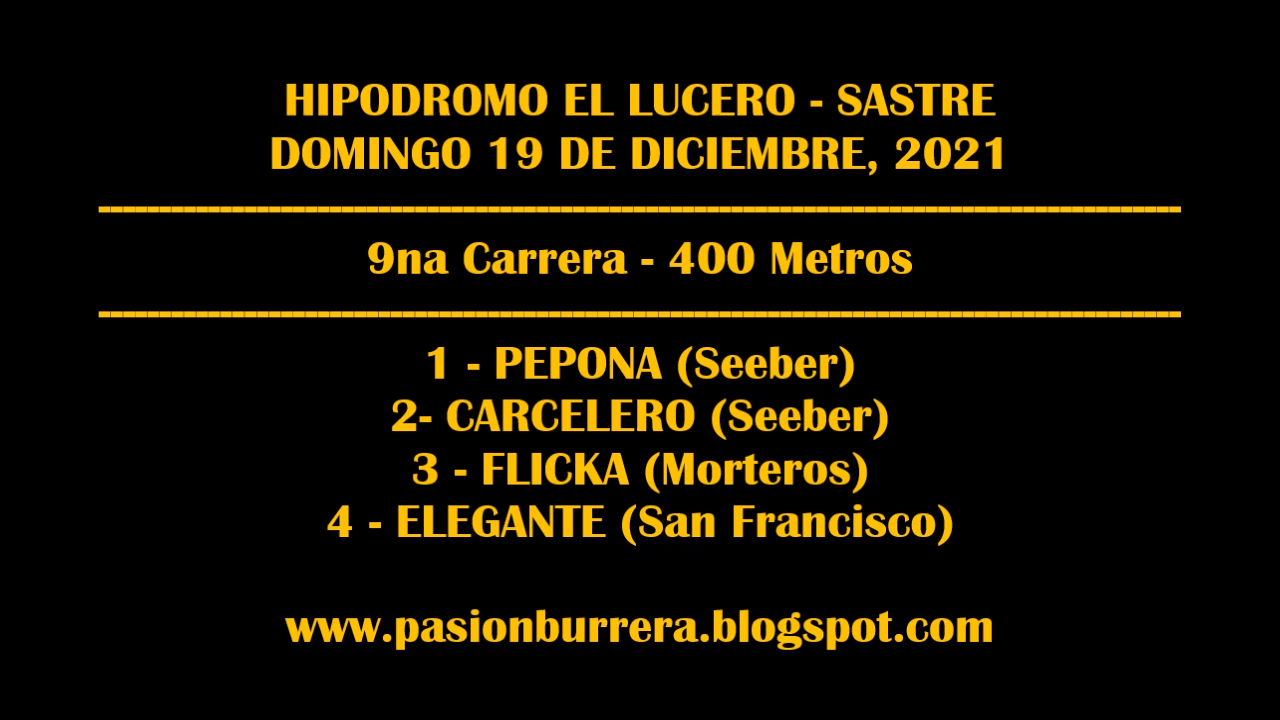 HIPODROMO EL LUCERO - SASTRE
DOMINGO 19 DE DICIEMBRE, 2021
9na Carrera - 400 Metros
1 - PEPONA (Seeber)
2- CARCELERO (Seeber)
3 - FLICKA (Morteros)
4 - ELEGANTE (San Francisco)
www.pasionburrera.blogspot.com